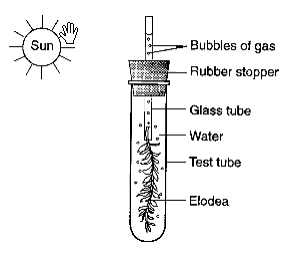 Sun
Bubbles of gas
Rubber stopper
Glass tube
Water
Test tube
Elodea